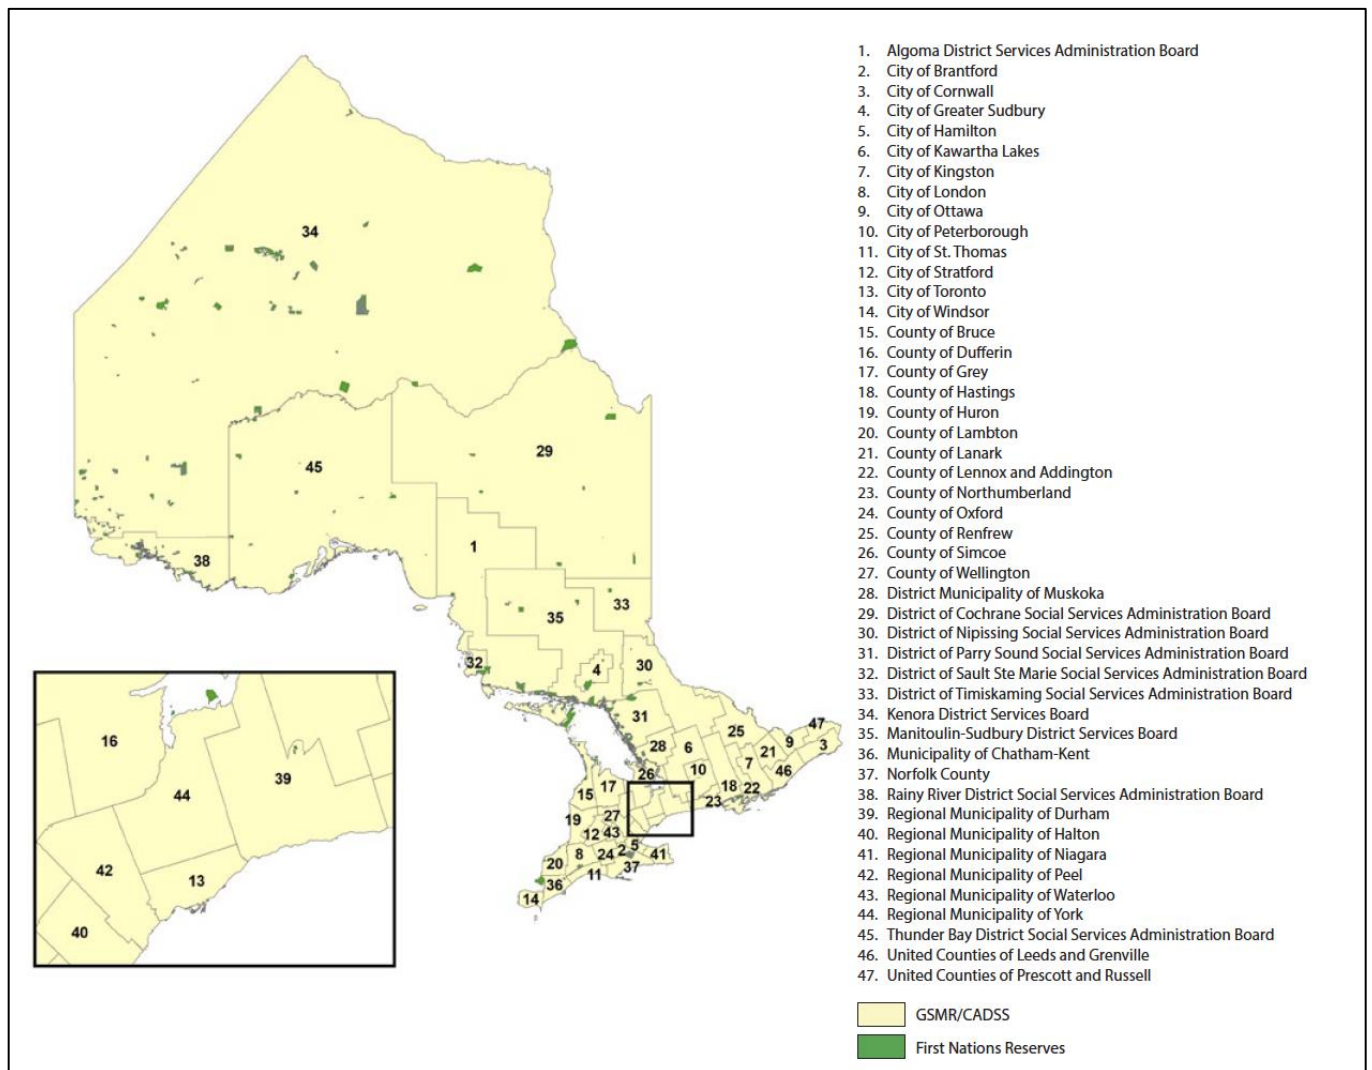 1. Algoma District Services Administration Board
2. City of Brantford
3. City of Cornwall
4. City of Greater Sudbury
5. City of Hamilton
6. City of Kawartha Lakes
7. City of Kingston
8. City of London
9. City of Ottawa
10. City of Peterborough
11. City of St. Thomas
12. City of Stratford
13. City of Toronto
14. City of Windsor
15. County of Bruce
16. County of Dufferin
17. County of Grey
18. County of Hastings
19. County of Huron
20. County of Lambton
21. County of Lanark
22. County of Lennox and Addington
23. County of Northumberland
24. County of Oxford
25. County of Renfrew
26. County of Simcoe
27. County of Wellington
28. District Municipality of Muskoka
29. District of Cochrane Social Services Administration Board
30. District of Nipissing Social Services Administration Board
31. District of Parry Sound Social Services Administration Board
32. District of Sault Ste Marie Social Services Administration Board
33. District of Timiskaming Social Services Administration Board
34. Kenora District Services Board
35. Manitoulin-Sudbury District Services Board
36. Municipality of Chatham-Kent
37. Norfolk County
38. Rainy River District Social Services Administration Board
39. Regional Municipality of Durham
40. Regional Municipality of Halton
41. Regional Municipality of Niagara
42. Regional Municipality of Peel
43. Regional Municipality of Waterloo
44. Regional Municipality of York
45. Thunder Bay District Social Services Administration Board
46. United Counties of Leeds and Grenville
47. United Counties of Prescott and Russell
GSMR/CADSS
First Nations Reserves
34
29
45
1
38
33
35
32
4
30
31
47
25
9
3
28
6
21
7
46
10
26
18
22
23
17
15
27
19
12
43
5
2
24
8
41
20
37
11
36
14
16
39
44
42
13
40